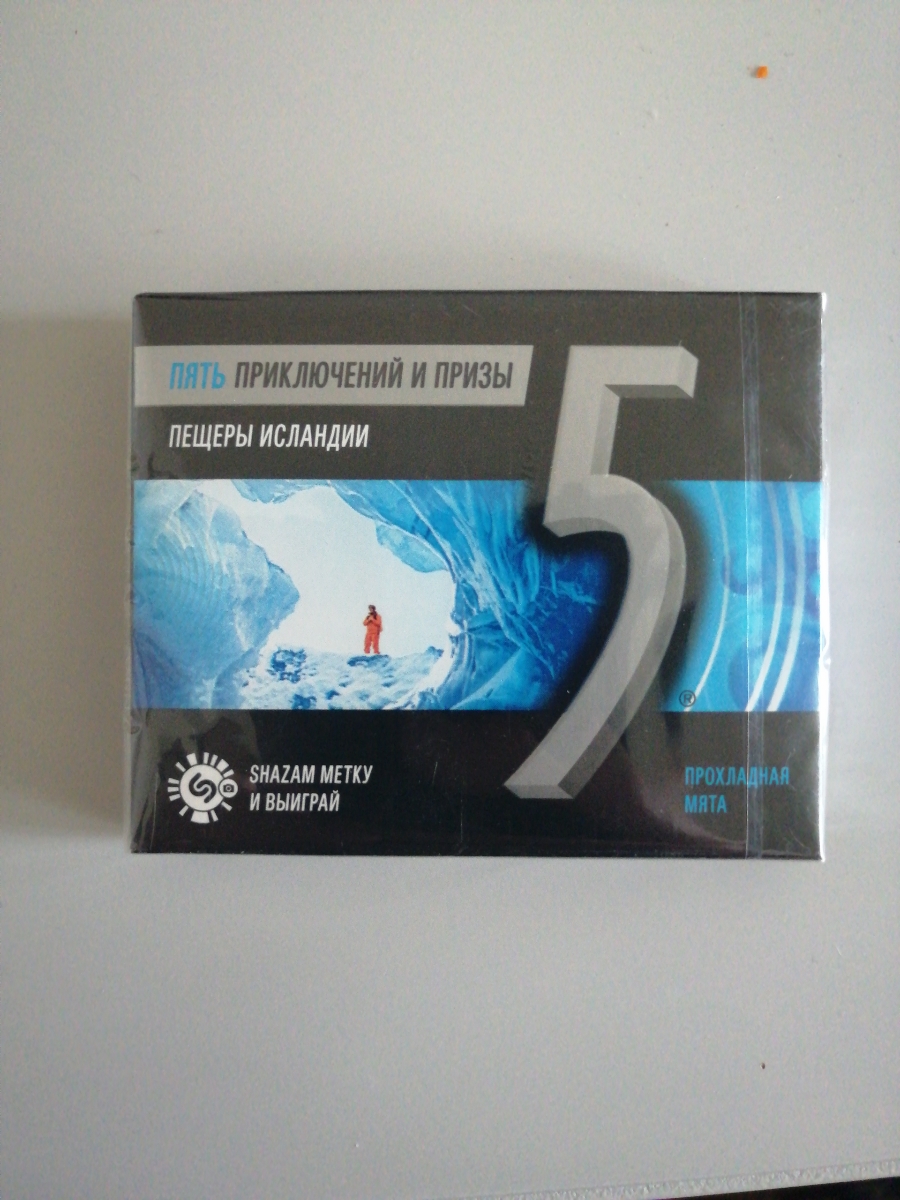 ПЯТЬ ПРИКЛЮЧЕНИЙ И ПРИЗЫ
ПЕЩЕРЫ ИСЛАНДИИ
5
®
SHAZAM МЕТКУ
И ВЫИГРАЙ
ПРОХЛАДНАЯ
МЯТА